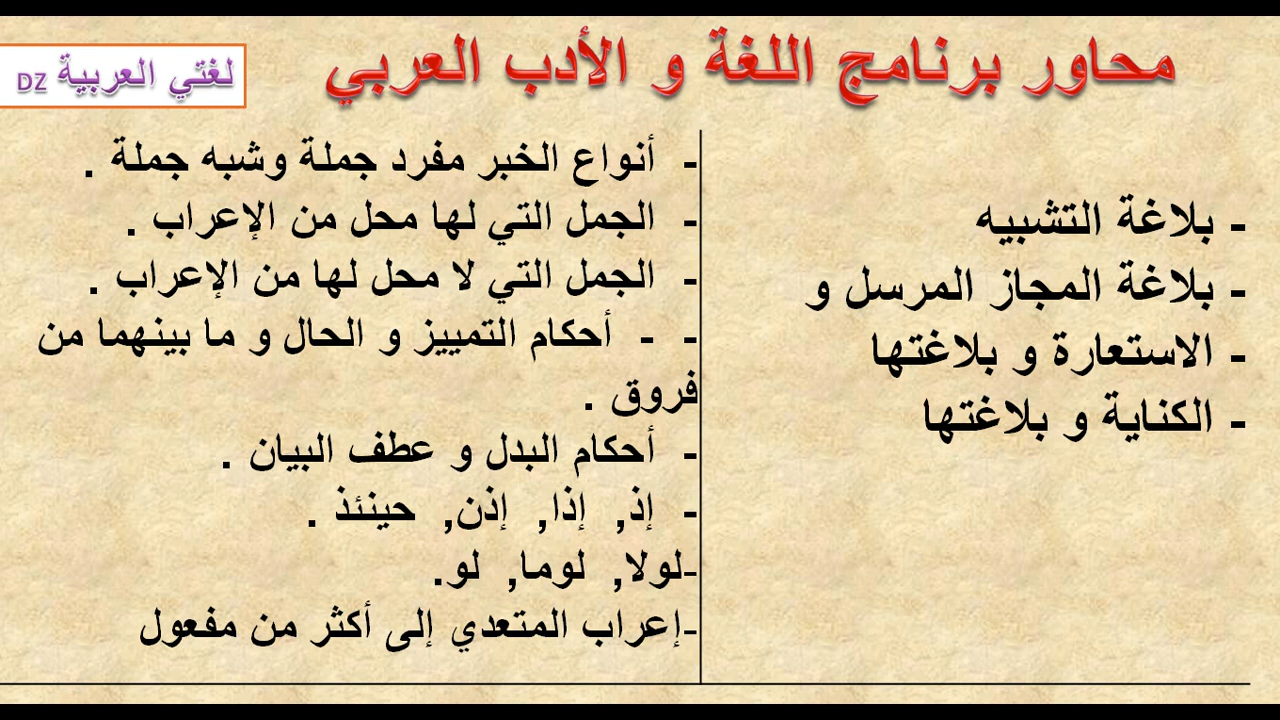 محاور برنامج اللغة و الأدب العربي
لغتي العربية DZ
- بلاغة التشبيه
- بلاغة المجاز المرسل و
- الاستعارة و بلاغتها
- الكناية و بلاغتها
- أنواع الخبر مفرد جملة وشبه جملة .
- الجمل التي لها محل من الإعراب .
- الجمل التي لا محل لها من الإعراب .
- - أحكام التمييز و الحال و ما بينهما من
فروق .
- أحكام البدل و عطف البيان .
- إذ, إذا, إذن, حينئذ .
-لولا, لوما, لو.
-إعراب المتعدي إلى أكثر من مفعول